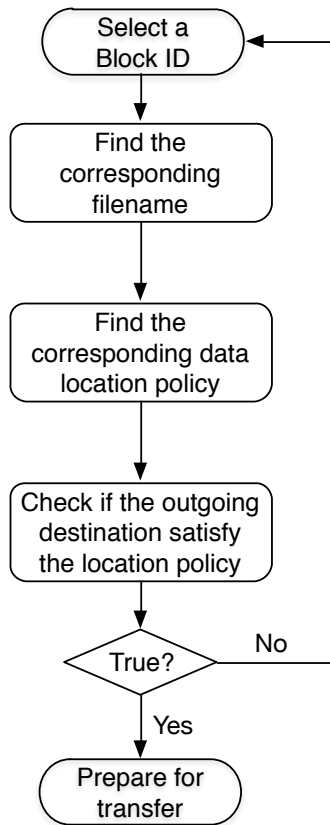 Select a
Block ID
Find the
corresponding
filename
Find the
corresponding data
location policy
Check if the outgoing
destination satisfy
the location policy
True?
No
Yes
Prepare for
transfer